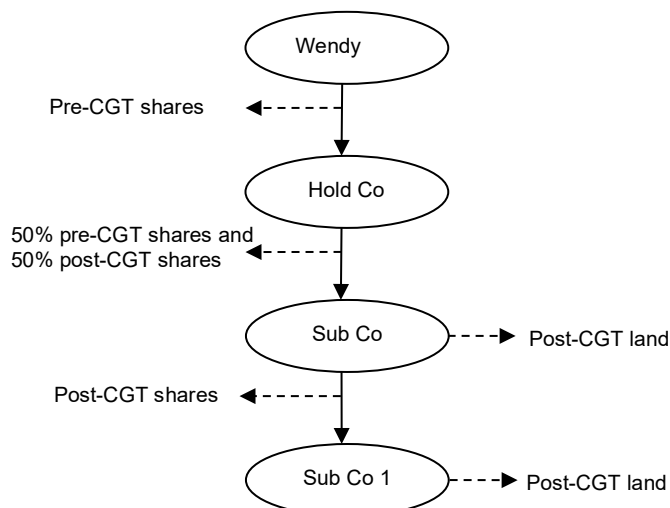 Wendy
Pre-CGT shares
Hold Co
50% pre-CGT shares and
50% post-CGT shares
Sub Co
Post-CGT land
Post-CGT shares
Sub Co 1
Post-CGT land